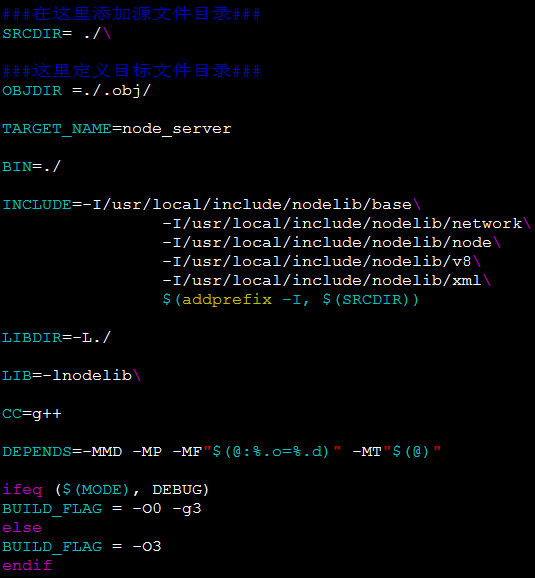 ###在这里添加源文件目录###
SRCDIR= ./\
###这里定义目标文件目录###
OBJDIR =./.obj/
TARGET_NAME=node_server
BIN=./
INCLUDE=-I/usr/local/include/nodelib/base\
-I/usr/local/include/nodelib/network\
-I/usr/local/include/nodelib/node\
-I/usr/local/include/nodelib/v8\
-I/usr/local/include/nodelib/xml\
$(addprefix -I, $(SRCDIR))
LIBDIR=-L./
LIB=-lnodelib\
CC=g++
DEPENDS=-MMD -MP -MF"$(@:%.o=%.d)" -MT"$(@)"
ifeq ($(MODE), DEBUG)
BUILD_FLAG = -O0 -g3
else
BUILD_FLAG = -O3
endif